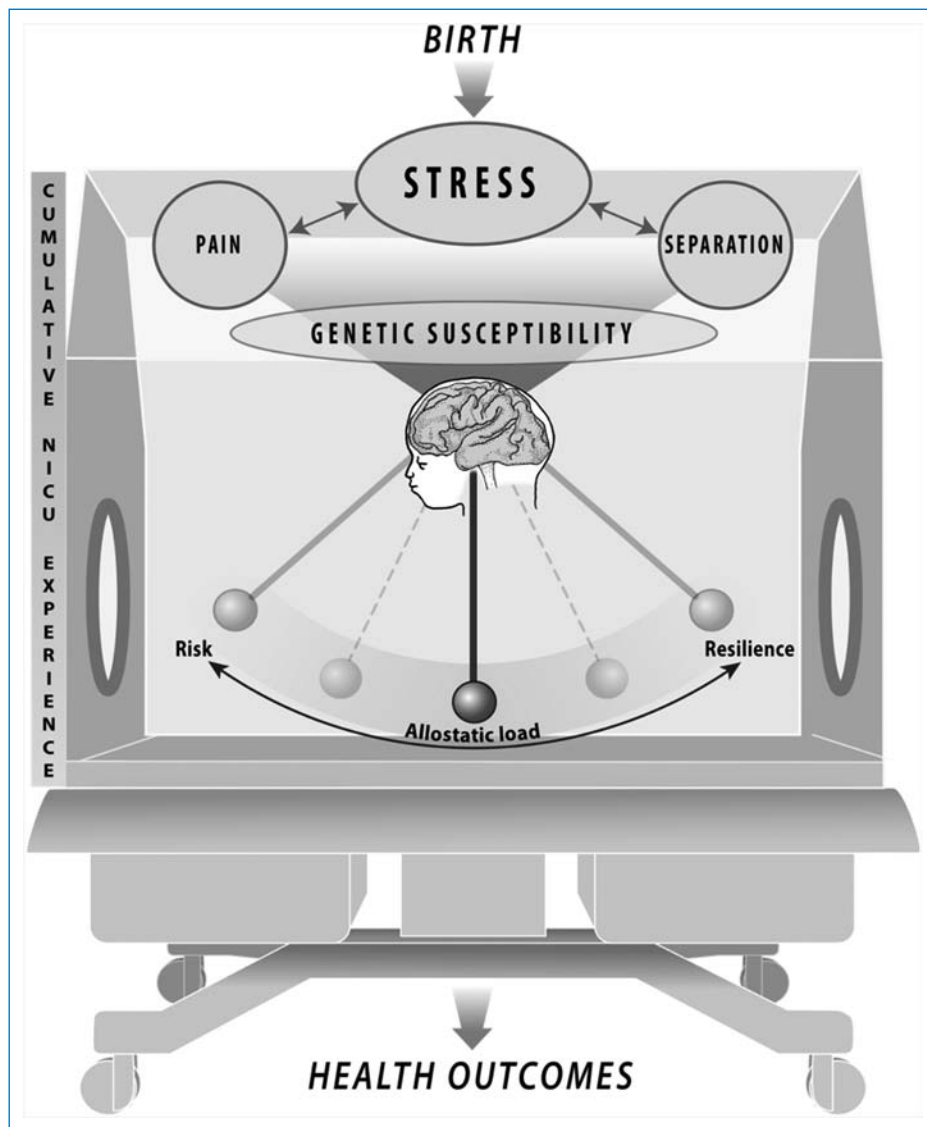 BIRTH
STRESS
PAIN
SEPARATION
GENETIC SUSCEPTIBILITY
CUMULATIVE NICU EXPERIENCE
Risk
Resilience
Allostatic load
HEALTH OUTCOMES